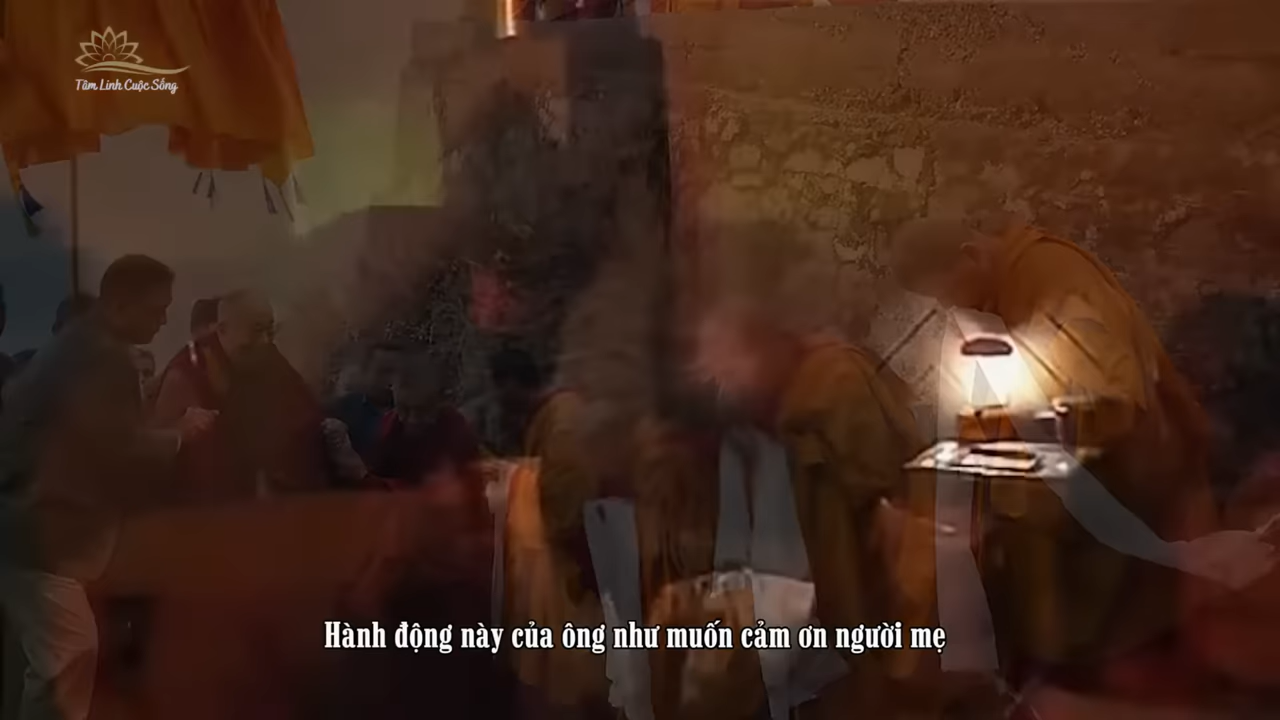 Tâm Linh Cuộc Sống
Hành động này của ông như muốn cảm ơn người mẹ